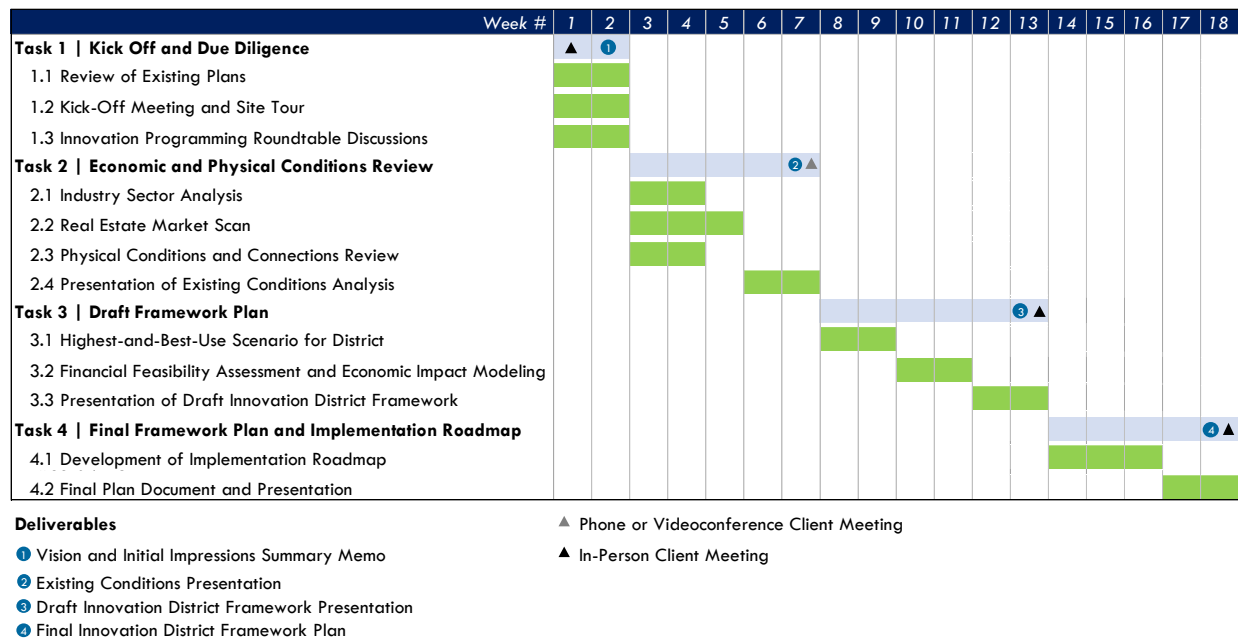 Week # 1 2 3 4 5 6 7 8 9 10 11 12 13 14 15 16 17 18
Task 1 | Kick Off and Due Diligence 1
1.1 Review of Existing Plans
1.2 Kick-Off Meeting and Site Tour
1.3 Innovation Programming Roundtable Discussions
Task 2 | Economic and Physical Conditions Review 2
2.1 Industry Sector Analysis
2.2 Real Estate Market Scan
2.3 Physical Conditions and Connections Review
2.4 Presentation of Existing Conditions Analysis
Task 3 | Draft Framework Plan 3
3.1 Highest-and-Best-Use Scenario for District
3.2 Financial Feasibility Assessment and Economic Impact Modeling
3.3 Presentation of Draft Innovation District Framework
Task 4 | Final Framework Plan and Implementation Roadmap 4
4.1 Development of Implementation Roadmap
4.2 Final Plan Document and Presentation
Deliverables
1 Vision and Initial Impressions Summary Memo
2 Existing Conditions Presentation
3 Draft Innovation District Framework Presentation
4 Final Innovation District Framework Plan
Phone or Videoconference Client Meeting
In-Person Client Meeting